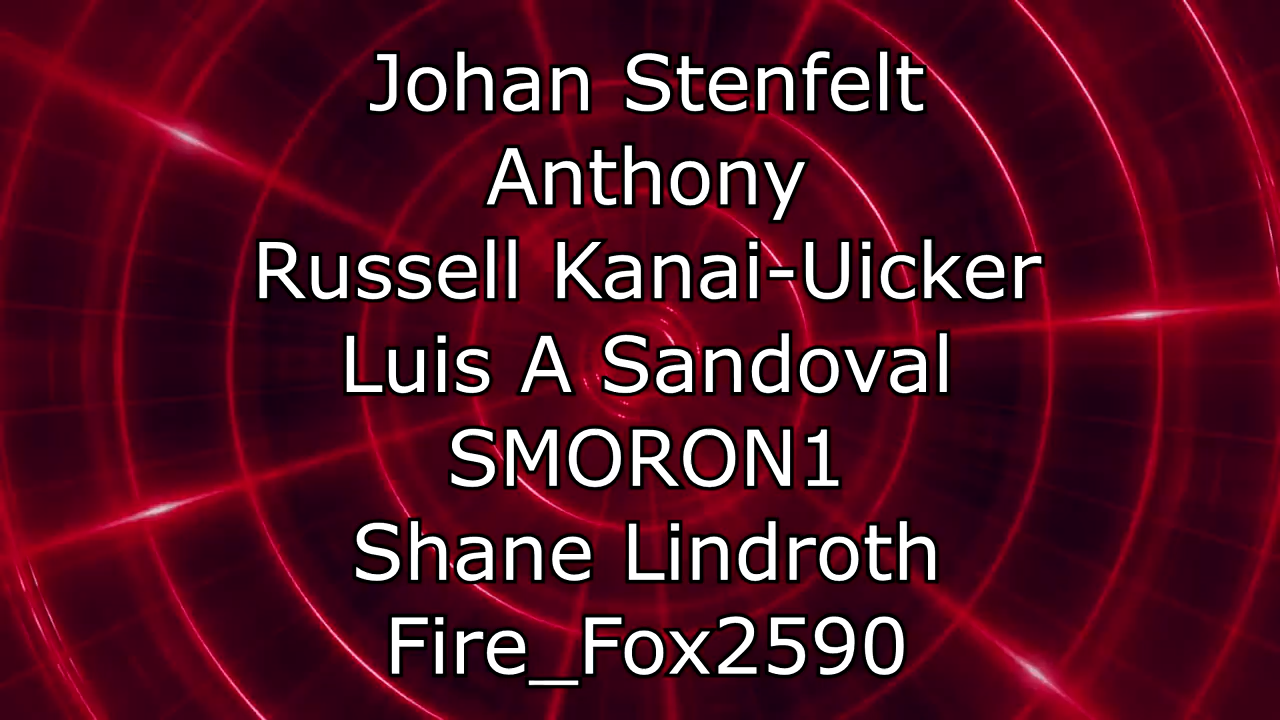 Johan Stenfelt
Anthony
Russell Kanai-Uicker
Luis A Sandoval
SMORON1
Shane Lindroth
Fire_Fox2590